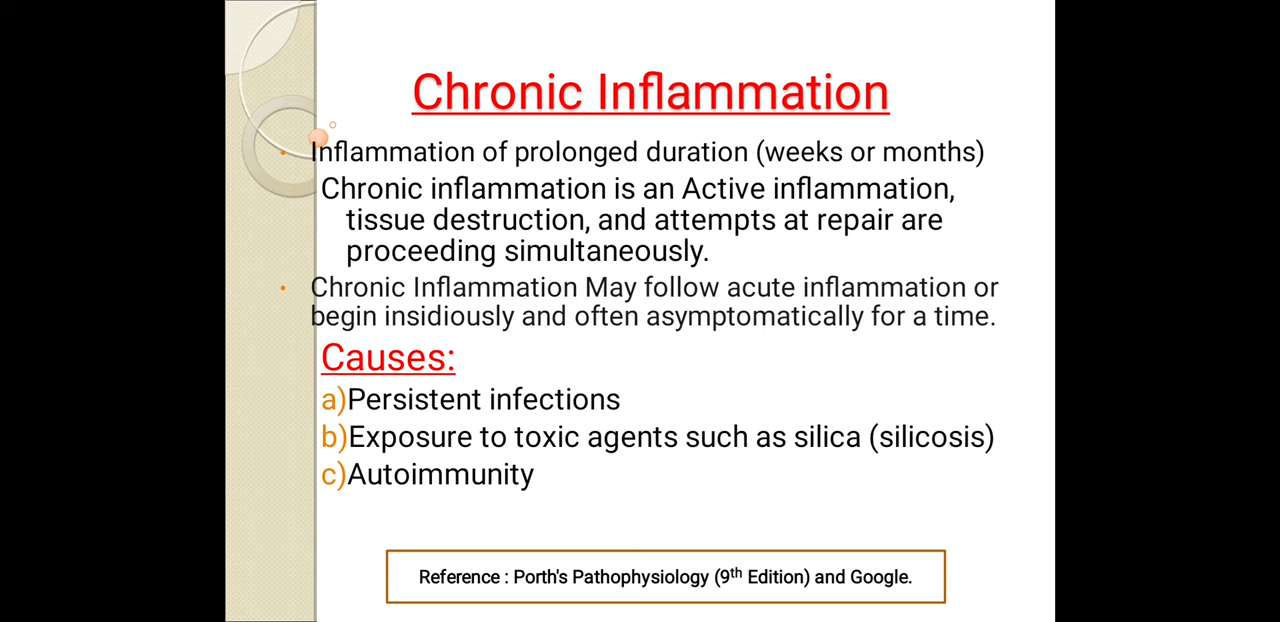 Chronic Inflammation
• Inflammation of prolonged duration (weeks or months)
Chronic inflammation is an Active inflammation,
tissue destruction, and attempts at repair are
proceeding simultaneously.
• Chronic Inflammation May follow acute inflammation or
begin insidiously and often asymptomatically for a time.
Causes:
a)Persistent infections
b)Exposure to toxic agents such as silica (silicosis)
c)Autoimmunity
Reference : Porth's Pathophysiology (9th Edition) and Google.